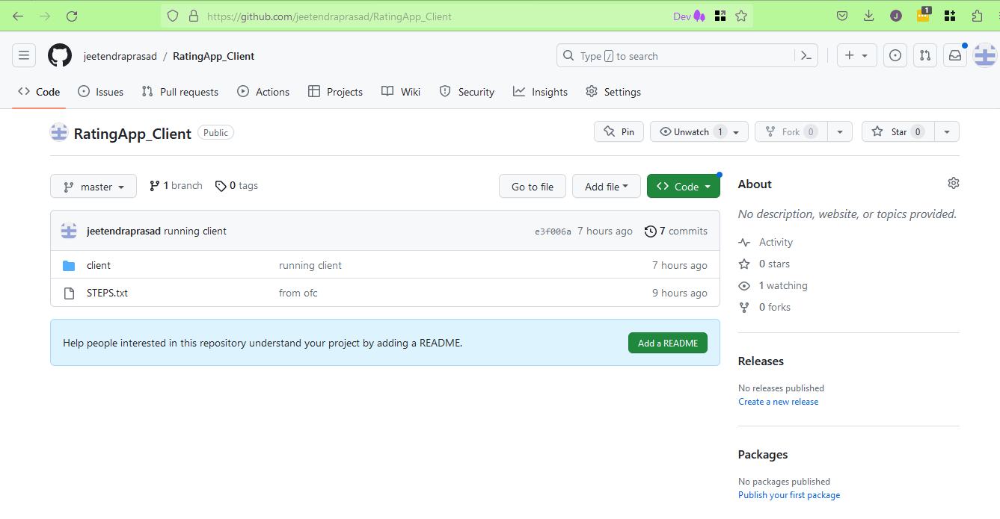 https://github.com/jeetendraprasad/RatingApp_Client Dev 1 J
jeetendraprasad / RatingApp_Client Type / to search
Code Issues Pull requests Actions Projects Wiki Security Insights Settings
RatingApp_Client Public Pin Unwatch 1 Fork 0 Star 0
master 1 branch 0 tags Go to file Add file Code
jeetendraprasad running client e3f006a 7 hours ago 7 commits
client running client 7 hours ago
STEPS.txt from ofc 9 hours ago
Help people interested in this repository understand your project by adding a README. Add a README
About
No description, website, or topics provided.
Activity
0 stars
1 watching
0 forks
Releases
No releases published
Create a new release
Packages
No packages published
Publish your first package